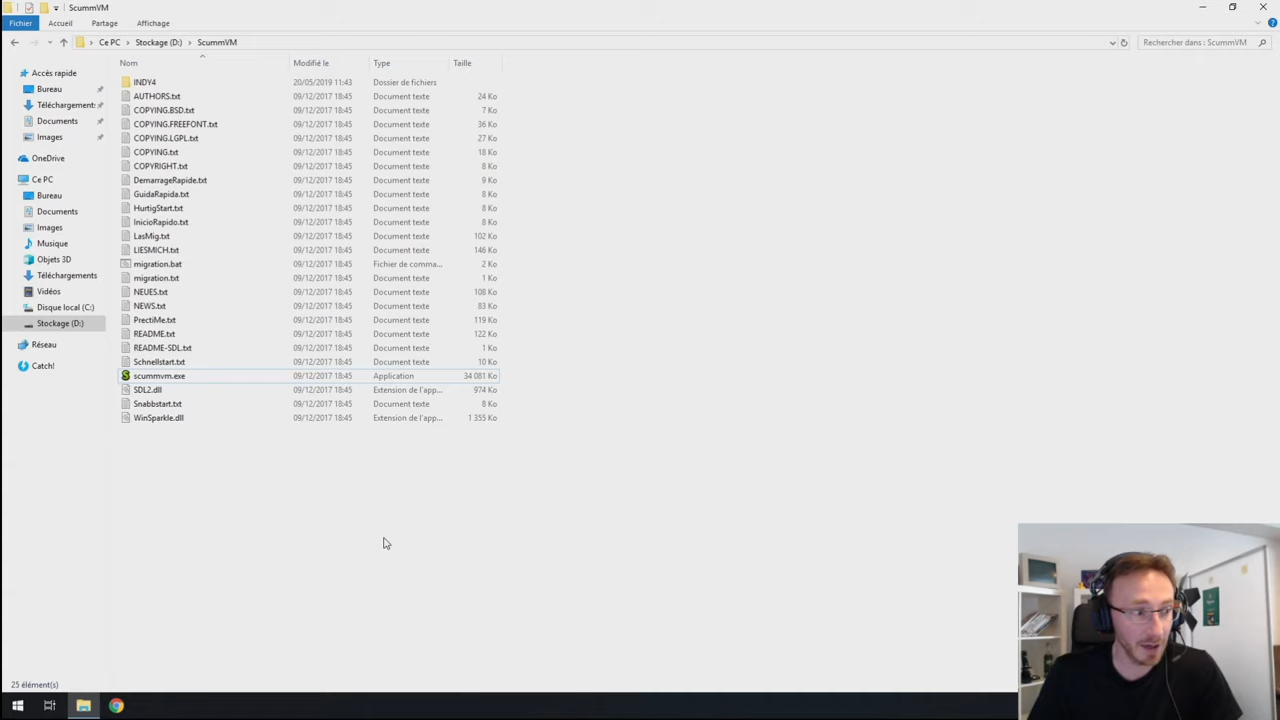 ScummVM
Fichier Accueil Partage Affichage
Ce PC Stockage (D:) ScummVM Rechercher dans : ScummVM
Nom Modifié le Type Taille
Accès rapide
Bureau
Téléchargement:
Documents
Images
OneDrive
Ce PC
Bureau
Documents
Images
Musique
Objets 3D
Téléchargements
Vidéos
Disque local (C:)
Stockage (D:)
Réseau
Catch!
INDY4 20/05/2019 11:43 Dossier de fichiers
AUTHORS.txt 09/12/2017 18:45 Document texte 24 Ko
COPYING.BSD.txt 09/12/2017 18:45 Document texte 7 Ko
COPYING.FREEFONT.txt 09/12/2017 18:45 Document texte 36 Ko
COPYING.LGPL.txt 09/12/2017 18:45 Document texte 27 Ko
COPYING.txt 09/12/2017 18:45 Document texte 18 Ko
COPYRIGHT.txt 09/12/2017 18:45 Document texte 8 Ko
DemarrageRapide.txt 09/12/2017 18:45 Document texte 9 Ko
GuidaRapida.txt 09/12/2017 18:45 Document texte 8 Ko
HurtigStart.txt 09/12/2017 18:45 Document texte 8 Ko
InicioRapido.txt 09/12/2017 18:45 Document texte 8 Ko
LasMig.txt 09/12/2017 18:45 Document texte 102 Ko
LIESMICH.txt 09/12/2017 18:45 Document texte 146 Ko
migration.bat 09/12/2017 18:45 Fichier de comma... 2 Ko
migration.txt 09/12/2017 18:45 Document texte 1 Ko
NEUES.txt 09/12/2017 18:45 Document texte 108 Ko
NEWS.txt 09/12/2017 18:45 Document texte 83 Ko
PrectiMe.txt 09/12/2017 18:45 Document texte 119 Ko
README.txt 09/12/2017 18:45 Document texte 122 Ko
README-SDL.txt 09/12/2017 18:45 Document texte 1 Ko
Schnellstart.txt 09/12/2017 18:45 Document texte 10 Ko
scummvm.exe 09/12/2017 18:45 Application 34 081 Ko
SDL2.dll 09/12/2017 18:45 Extension de l'app... 974 Ko
Snabbstart.txt 09/12/2017 18:45 Document texte 8 Ko
WinSparkle.dll 09/12/2017 18:45 Extension de l'app... 1 355 Ko
25 élément(s)